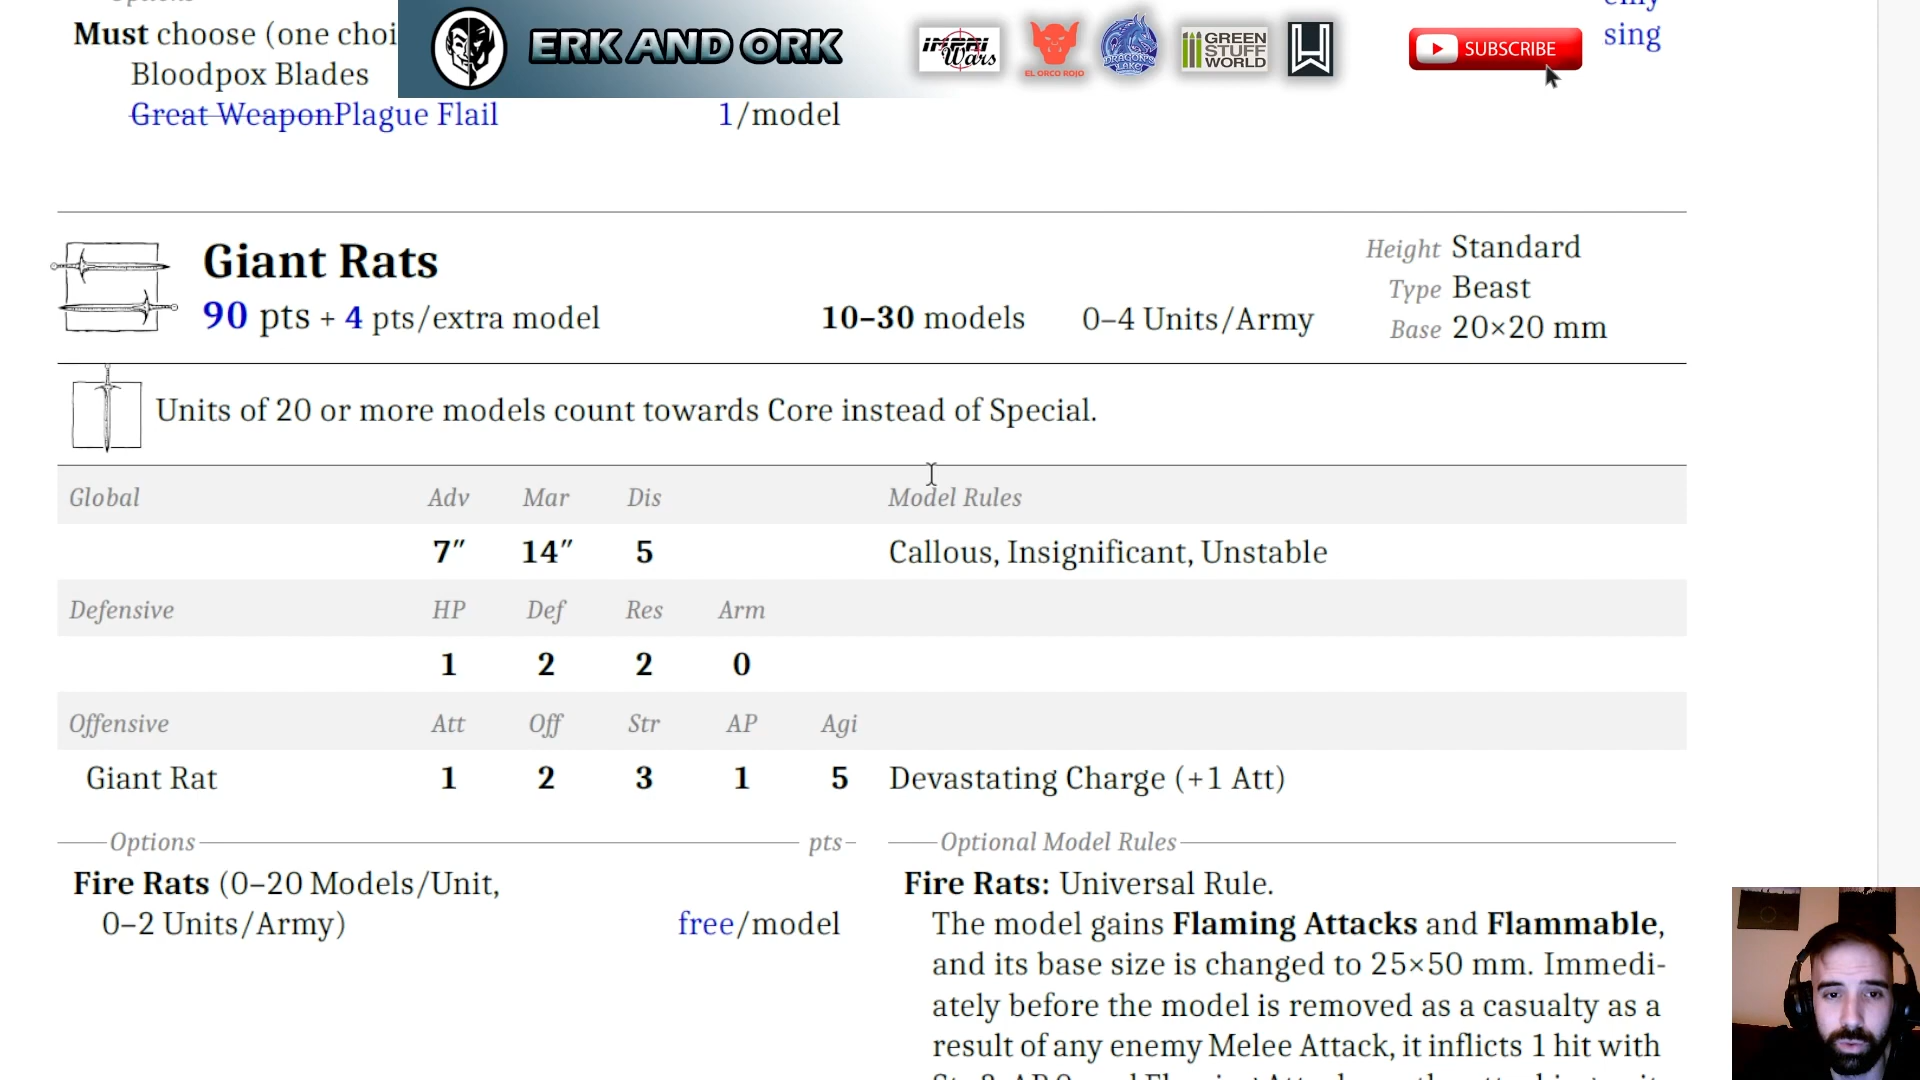 Must choose (one choi
Bloodpox Blades
Great WeaponPlague Flail 1/model
ERK AND ORK
Wars
EL ORCO ROJO
DRAGON'S LAKE
GREEN STUFF WORLD
SUBSCRIBE
sing
Giant Rats
90 pts + 4 pts/extra model 10–30 models 0–4 Units/Army
Height Standard
Type Beast
Base 20×20 mm
Units of 20 or more models count towards Core instead of Special.
Global Adv Mar Dis Model Rules
7″ 14″ 5 Callous, Insignificant, Unstable
Defensive HP Def Res Arm
1 2 2 0
Offensive Att Off Str AP Agi
Giant Rat 1 2 3 1 5 Devastating Charge (+1 Att)
Options pts
Fire Rats (0–20 Models/Unit,
0–2 Units/Army) free/model
Optional Model Rules
Fire Rats: Universal Rule.
The model gains Flaming Attacks and Flammable,
and its base size is changed to 25×50 mm. Immedi-
ately before the model is removed as a casualty as a
result of any enemy Melee Attack, it inflicts 1 hit with